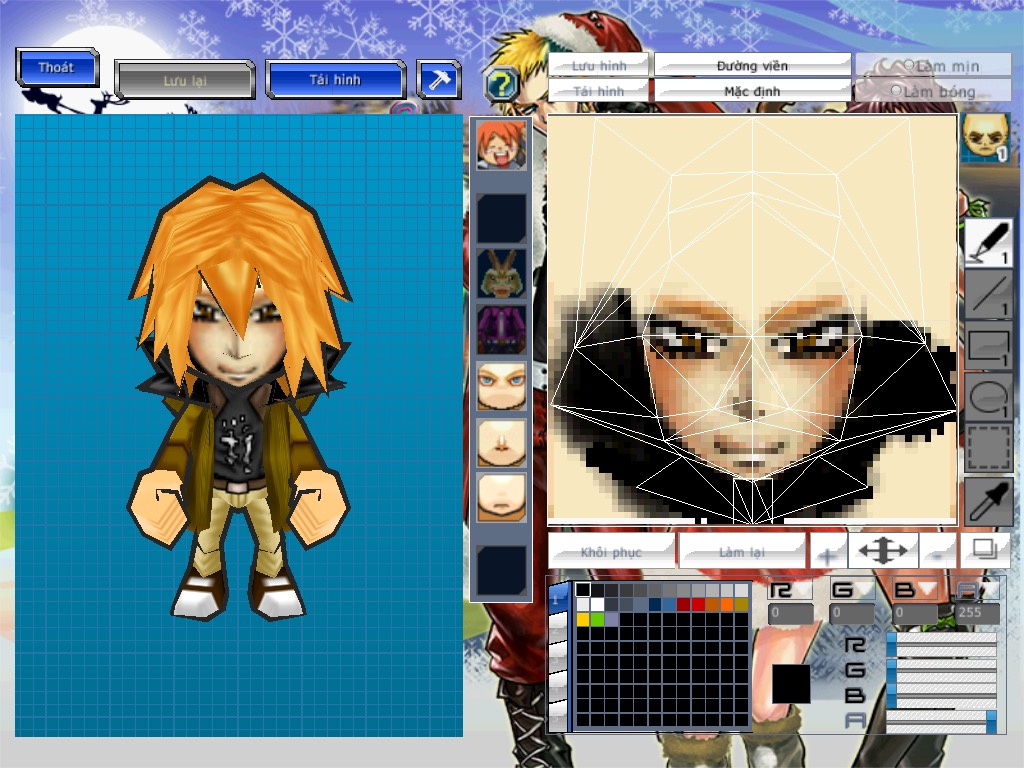 Thoát
Lưu lại
Tải hình
?
Lưu hình
Đường viền
Làm mịn
Tải hình
Mặc định
Làm bóng
1
1
1
1
1
Khôi phục
Làm lại
+
-
1
R G B A
0 0 0 255
R
G
B
A